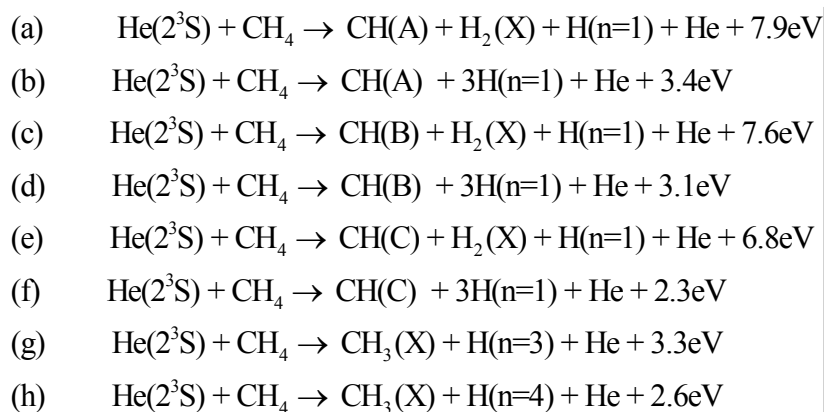 (a) He(2³S) + CH₄ → CH(A) + H₂(X) + H(n=1) + He + 7.9eV
(b) He(2³S) + CH₄ → CH(A) + 3H(n=1) + He + 3.4eV
(c) He(2³S) + CH₄ → CH(B) + H₂(X) + H(n=1) + He + 7.6eV
(d) He(2³S) + CH₄ → CH(B) + 3H(n=1) + He + 3.1eV
(e) He(2³S) + CH₄ → CH(C) + H₂(X) + H(n=1) + He + 6.8eV
(f) He(2³S) + CH₄ → CH(C) + 3H(n=1) + He + 2.3eV
(g) He(2³S) + CH₄ → CH₃(X) + H(n=3) + He + 3.3eV
(h) He(2³S) + CH₄ → CH₃(X) + H(n=4) + He + 2.6eV